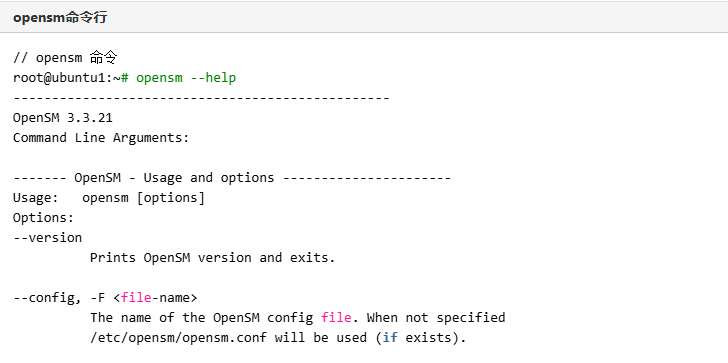 opensm命令行
// opensm 命令
root@ubuntu1:~# opensm --help
-------------------------------------------------
OpenSM 3.3.21
Command Line Arguments:
------- OpenSM - Usage and options ----------------------
Usage:   opensm [options]
Options:
--version
          Prints OpenSM version and exits.
--config, -F <file-name>
          The name of the OpenSM config file. When not specified
          /etc/opensm/opensm.conf will be used (if exists).